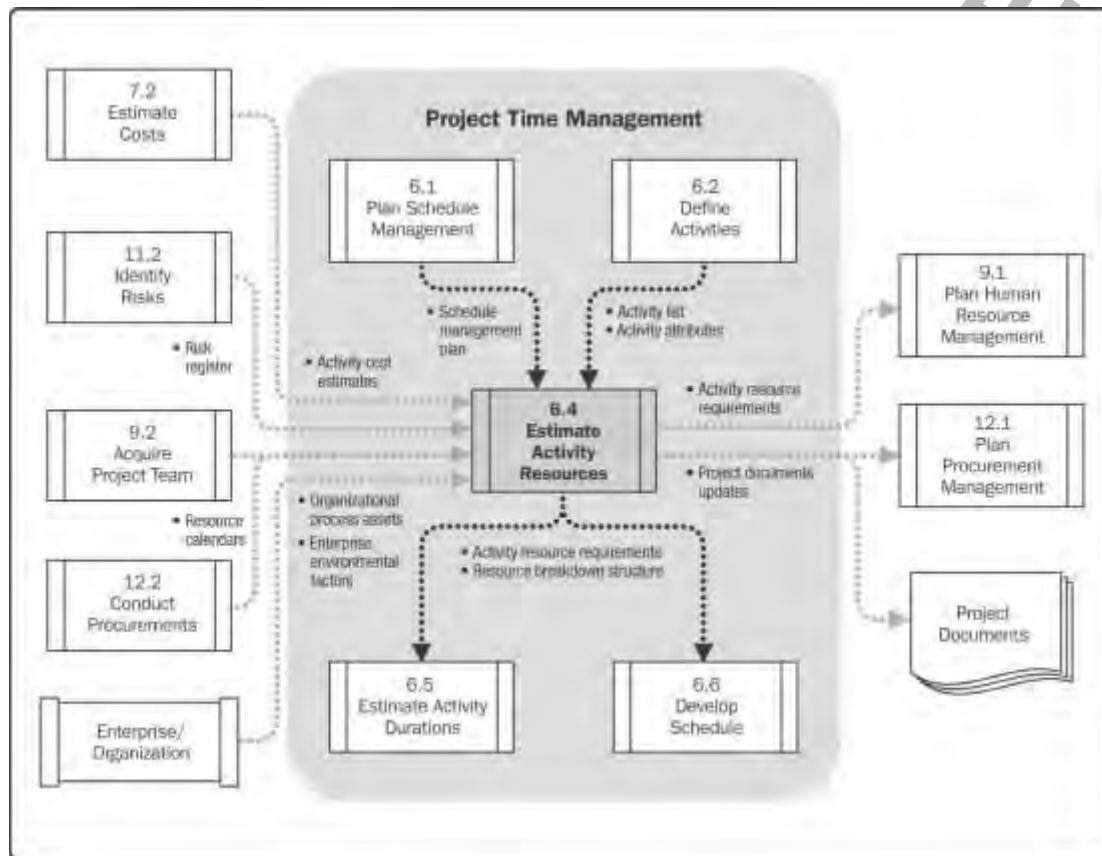 Project Time Management
7.2
Estimate
Costs
11.2
Identify
Risks
• Risk
register
9.2
Acquire
Project Team
• Resource
calendars
12.2
Conduct
Procurements
Enterprise/
Organization
6.1
Plan Schedule
Management
6.2
Define
Activities
• Schedule
management
plan
• Activity list
• Activity attributes
• Activity cost
estimates
6.4
Estimate
Activity
Resources
• Organizational
process assets
• Enterprise
environmental
factors
• Activity resource requirements
• Resource breakdown structure
6.5
Estimate Activity
Durations
6.6
Develop
Schedule
• Activity resource
requirements
• Project documents
updates
9.1
Plan Human
Resource
Management
12.1
Plan
Procurement
Management
Project
Documents